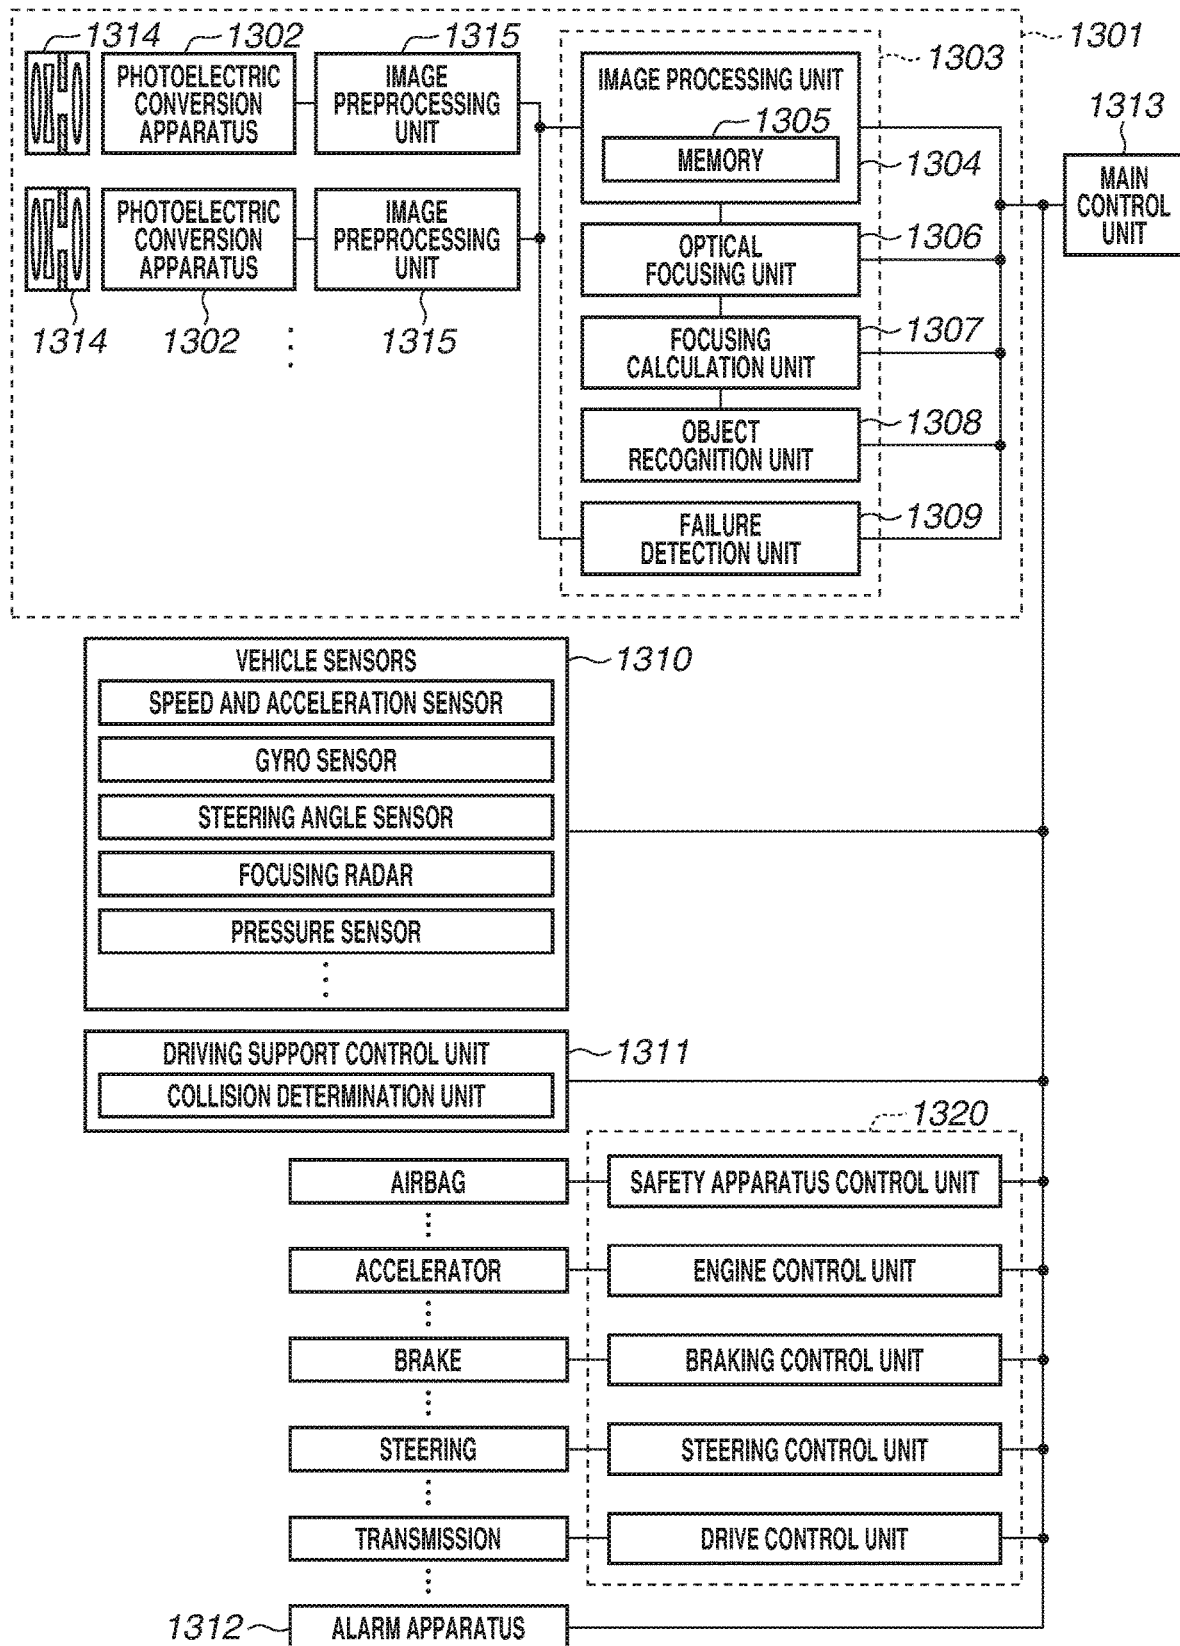 1314
1302
1315
1301
PHOTOELECTRIC
CONVERSION
APPARATUS
IMAGE
PREPROCESSING
UNIT
1303
IMAGE PROCESSING UNIT
1305
MEMORY
1304
1313
MAIN
CONTROL
UNIT
PHOTOELECTRIC
CONVERSION
APPARATUS
IMAGE
PREPROCESSING
UNIT
1314
1302
1315
OPTICAL
FOCUSING UNIT
1306
FOCUSING
CALCULATION UNIT
1307
OBJECT
RECOGNITION UNIT
1308
FAILURE
DETECTION UNIT
1309
VEHICLE SENSORS
1310
SPEED AND ACCELERATION SENSOR
GYRO SENSOR
STEERING ANGLE SENSOR
FOCUSING RADAR
PRESSURE SENSOR
DRIVING SUPPORT CONTROL UNIT
1311
COLLISION DETERMINATION UNIT
1320
AIRBAG
SAFETY APPARATUS CONTROL UNIT
ACCELERATOR
ENGINE CONTROL UNIT
BRAKE
BRAKING CONTROL UNIT
STEERING
STEERING CONTROL UNIT
TRANSMISSION
DRIVE CONTROL UNIT
1312
ALARM APPARATUS